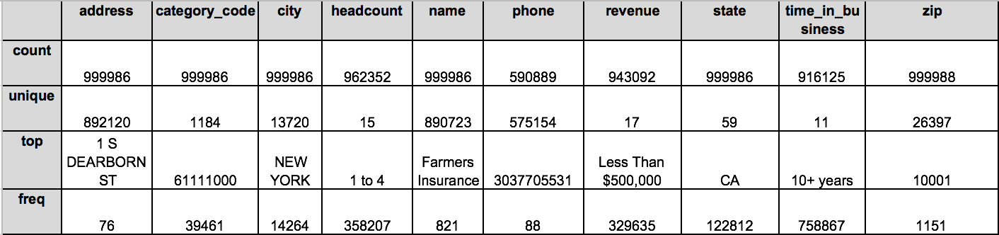 address category_code city headcount name phone revenue state time_in_bu
siness zip
count 999986 999986 999986 962352 999986 590889 943092 999986 916125 999988
unique 892120 1184 13720 15 890723 575154 17 59 11 26397
top 1 S
DEARBORN
ST 61111000 NEW
YORK 1 to 4 Farmers
Insurance 3037705531 Less Than
$500,000 CA 10+ years 10001
freq 76 39461 14264 358207 821 88 329635 122812 758867 1151